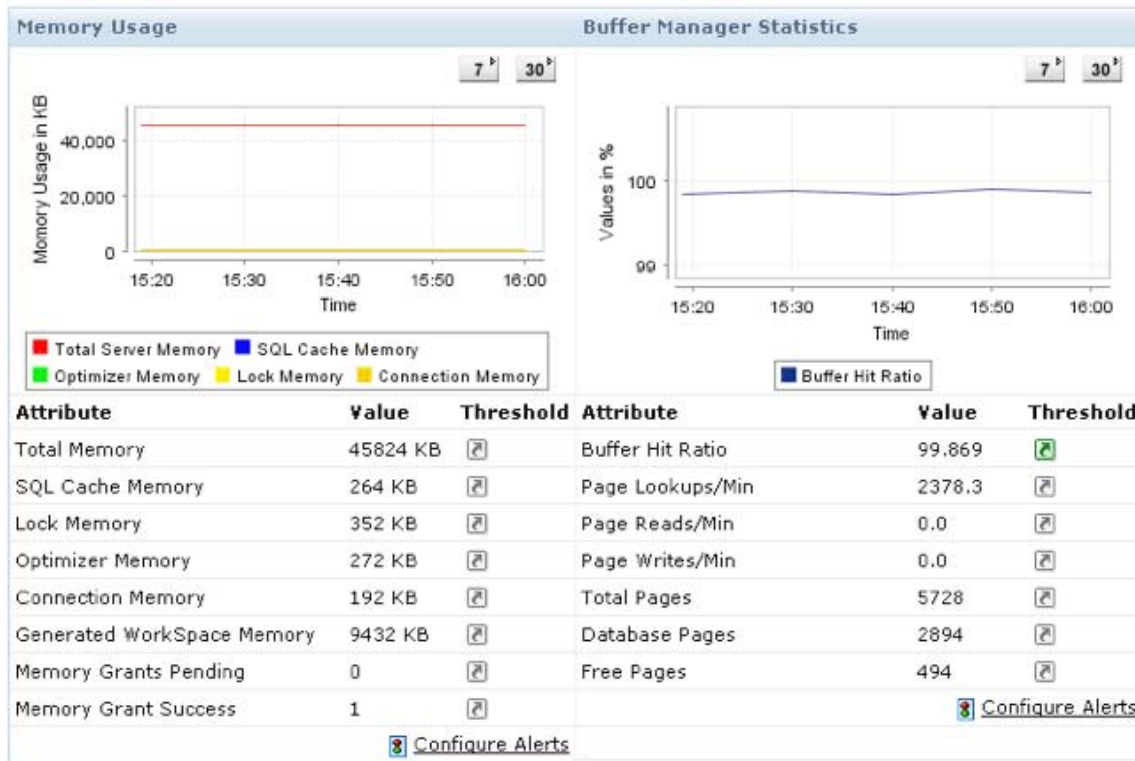 Memory Usage
7 30
Momory Usage in KB
40,000
20,000
0
15:20 15:30 15:40 15:50 16:00
Time
Total Server Memory SQL Cache Memory
Optimizer Memory Lock Memory Connection Memory
Attribute Value Threshold
Total Memory 45824 KB
SQL Cache Memory 264 KB
Lock Memory 352 KB
Optimizer Memory 272 KB
Connection Memory 192 KB
Generated WorkSpace Memory 9432 KB
Memory Grants Pending 0
Memory Grant Success 1
Configure Alerts
Buffer Manager Statistics
7 30
Values in %
100
99
15:20 15:30 15:40 15:50 16:00
Time
Buffer Hit Ratio
Attribute Value Threshold
Buffer Hit Ratio 99.869
Page Lookups/Min 2378.3
Page Reads/Min 0.0
Page Writes/Min 0.0
Total Pages 5728
Database Pages 2894
Free Pages 494
Configure Alerts